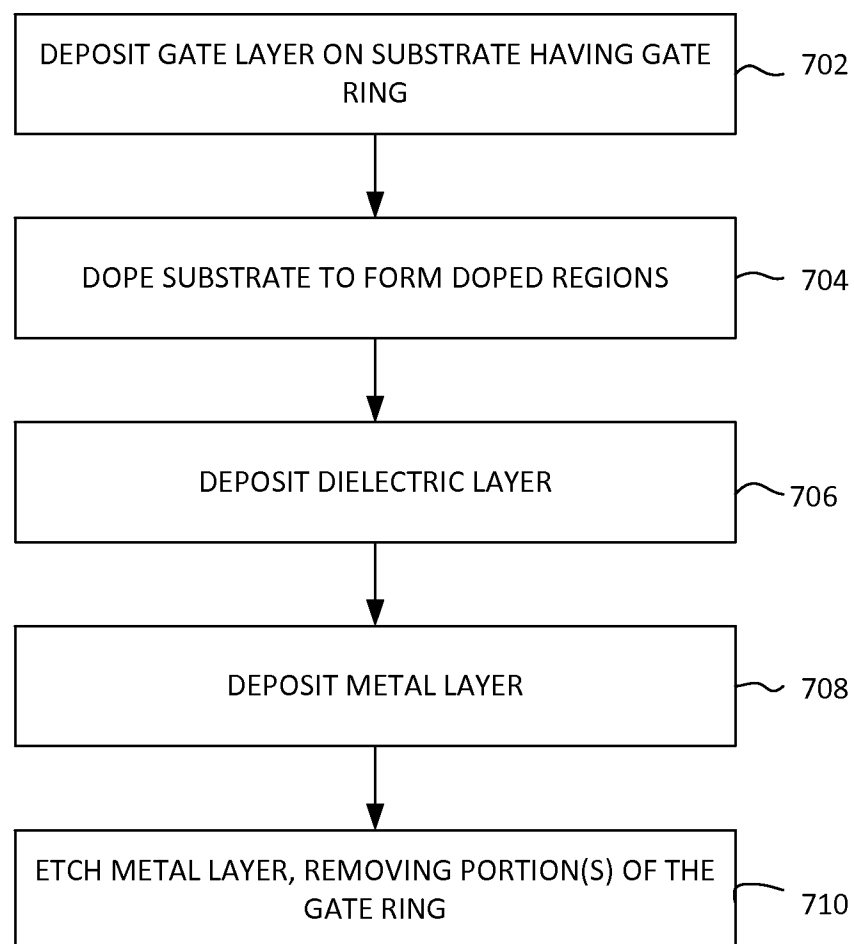 DEPOSIT GATE LAYER ON SUBSTRATE HAVING GATE
RING
702
DOPE SUBSTRATE TO FORM DOPED REGIONS
704
DEPOSIT DIELECTRIC LAYER
706
DEPOSIT METAL LAYER
708
ETCH METAL LAYER, REMOVING PORTION(S) OF THE
GATE RING
710